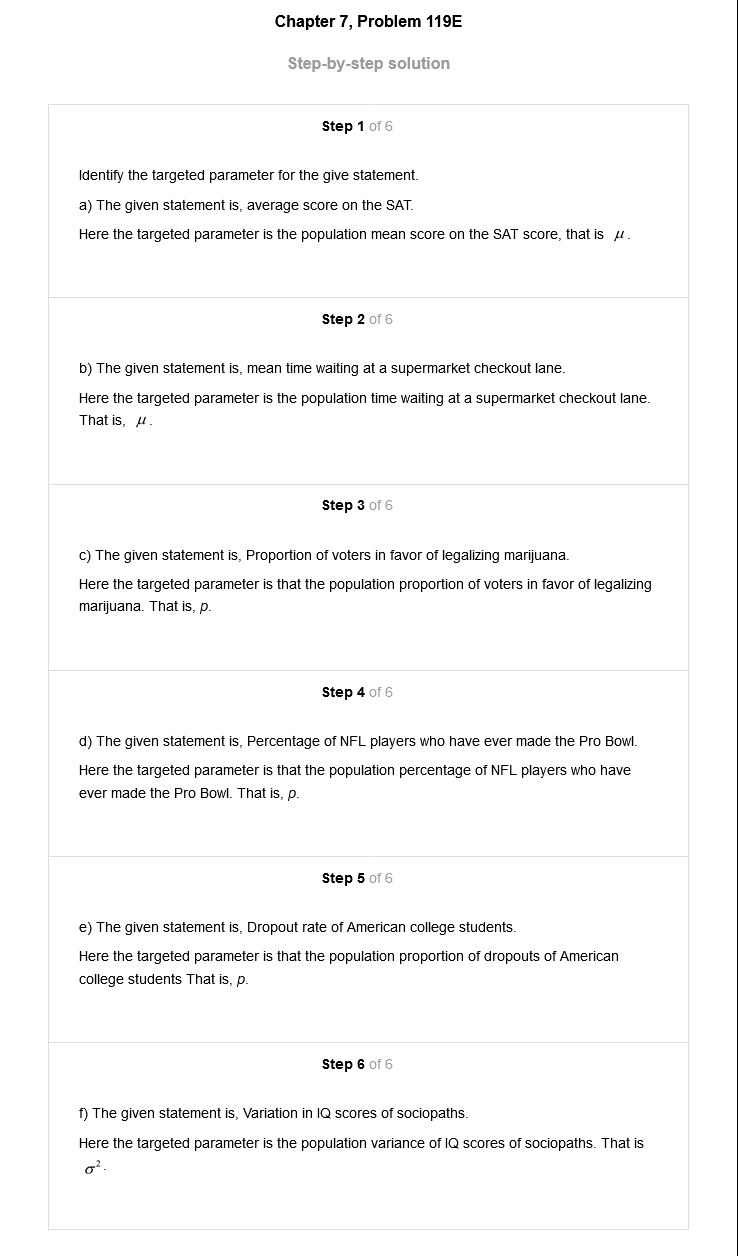 Chapter 7, Problem 119E
Step-by-step solution
Step 1 of 6
Identify the targeted parameter for the give statement.
a) The given statement is, average score on the SAT.
Here the targeted parameter is the population mean score on the SAT score, that is μ.
Step 2 of 6
b) The given statement is, mean time waiting at a supermarket checkout lane.
Here the targeted parameter is the population time waiting at a supermarket checkout lane.
That is, μ.
Step 3 of 6
c) The given statement is, Proportion of voters in favor of legalizing marijuana.
Here the targeted parameter is that the population proportion of voters in favor of legalizing
marijuana. That is, p.
Step 4 of 6
d) The given statement is, Percentage of NFL players who have ever made the Pro Bowl.
Here the targeted parameter is that the population percentage of NFL players who have
ever made the Pro Bowl. That is, p.
Step 5 of 6
e) The given statement is, Dropout rate of American college students.
Here the targeted parameter is that the population proportion of dropouts of American
college students That is, p.
Step 6 of 6
f) The given statement is, Variation in IQ scores of sociopaths.
Here the targeted parameter is the population variance of IQ scores of sociopaths. That is
σ².